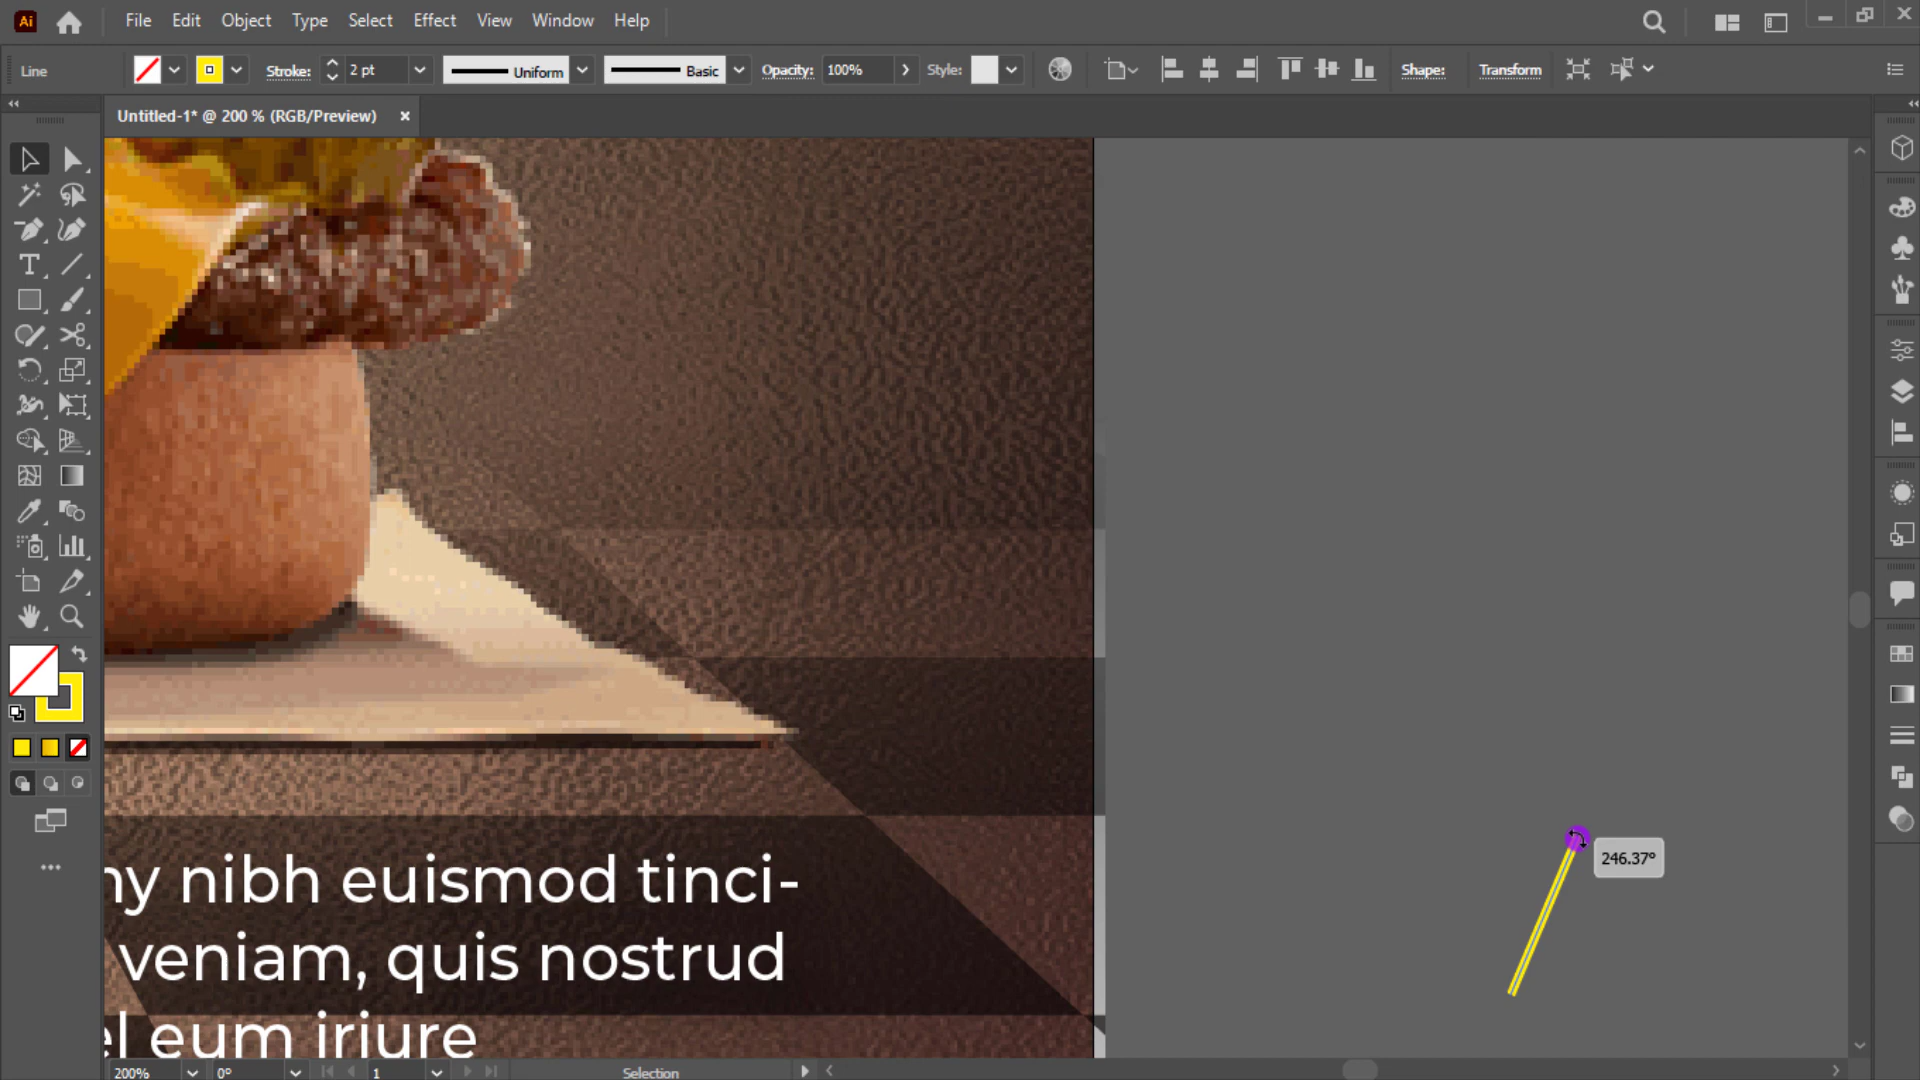 Ai File Edit Object Type Select Effect View Window Help
Line Stroke: 2 pt Uniform Basic Opacity: 100% Style: Shape: Transform
Untitled-1* @ 200 % (RGB/Preview) ×
246.37°
ny nibh euismod tinci-
veniam, quis nostrud
el eum iriure
200% 0° 1 Selection